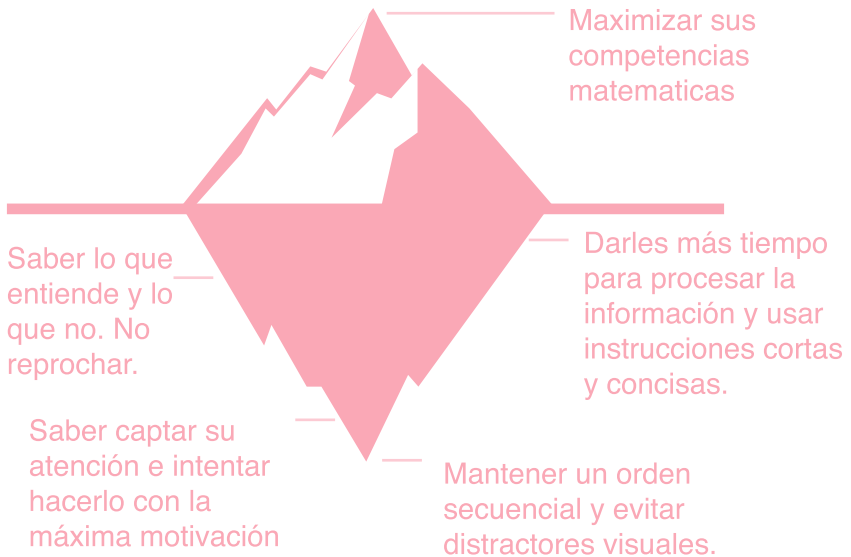 Maximizar sus
competencias
matematicas
Saber lo que
entiende y lo
que no. No
reprochar.
Darles más tiempo
para procesar la
información y usar
instrucciones cortas
y concisas.
Saber captar su
atención e intentar
hacerlo con la
máxima motivación
Mantener un orden
secuencial y evitar
distractores visuales.